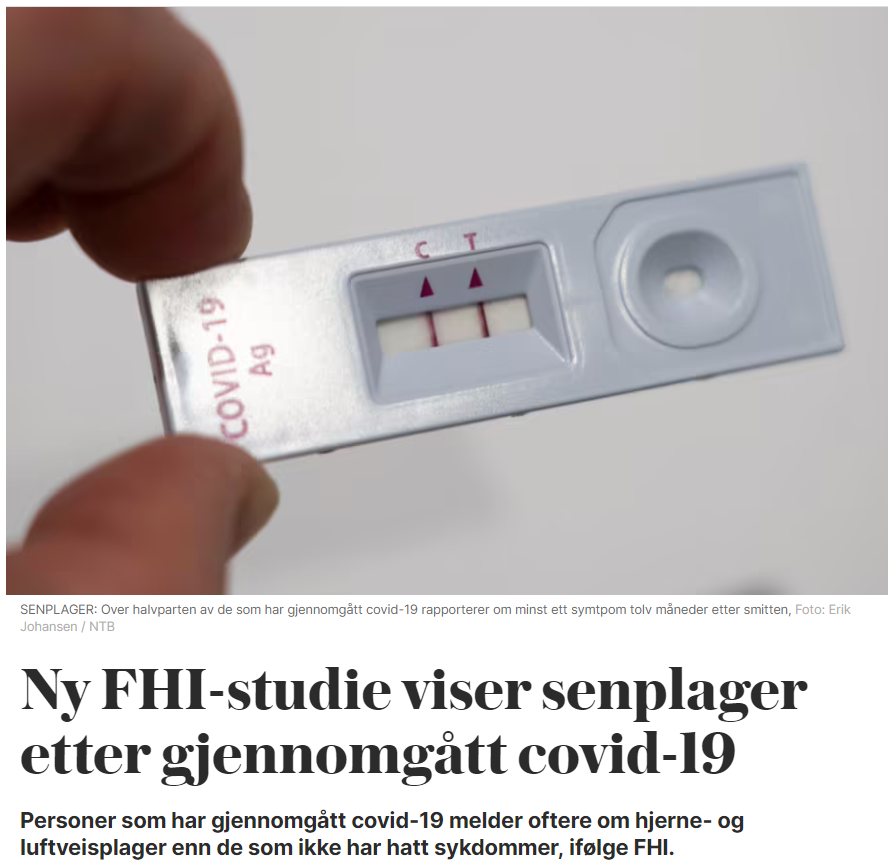 C T
COVID-19
Ag
SENPLAGER: Over halvparten av de som har gjennomgått covid-19 rapporterer om minst ett symtpom tolv måneder etter smitten, Foto: Erik
Johansen / NTB
Ny FHI-studie viser senplager
etter gjennomgått covid-19
Personer som har gjennomgått covid-19 melder oftere om hjerne- og
luftveisplager enn de som ikke har hatt sykdommer, ifølge FHI.